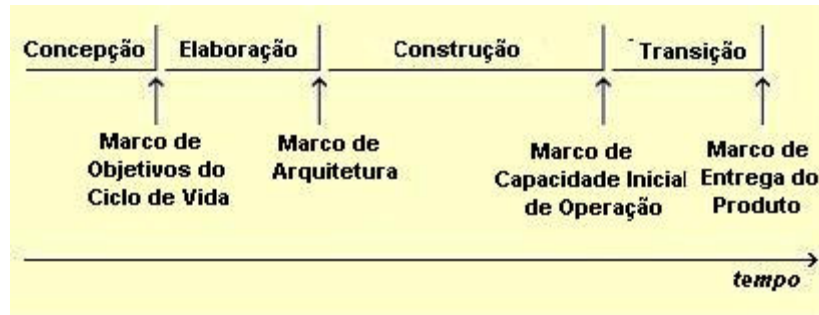 Concepção Elaboração Construção Transição
Marco de
Objetivos do
Ciclo de Vida
Marco de
Arquitetura
Marco de
Capacidade Inicial
de Operação
Marco de
Entrega do
Produto
tempo